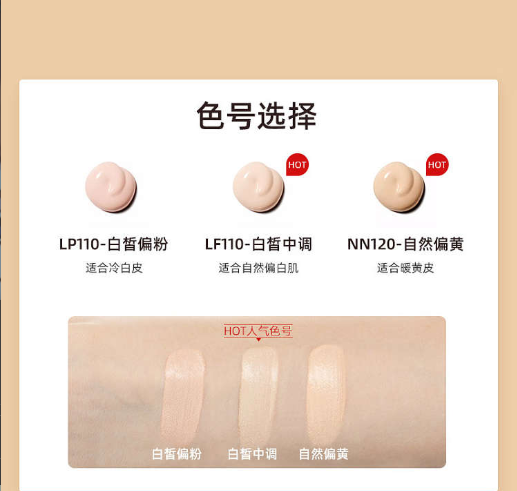 色号选择
HOT
HOT
LP110-白皙偏粉
LF110-白皙中调
NN120-自然偏黄
适合冷白皮
适合自然偏白肌
适合暖黄皮
HOT人气色号
白皙偏粉
白皙中调
自然偏黄